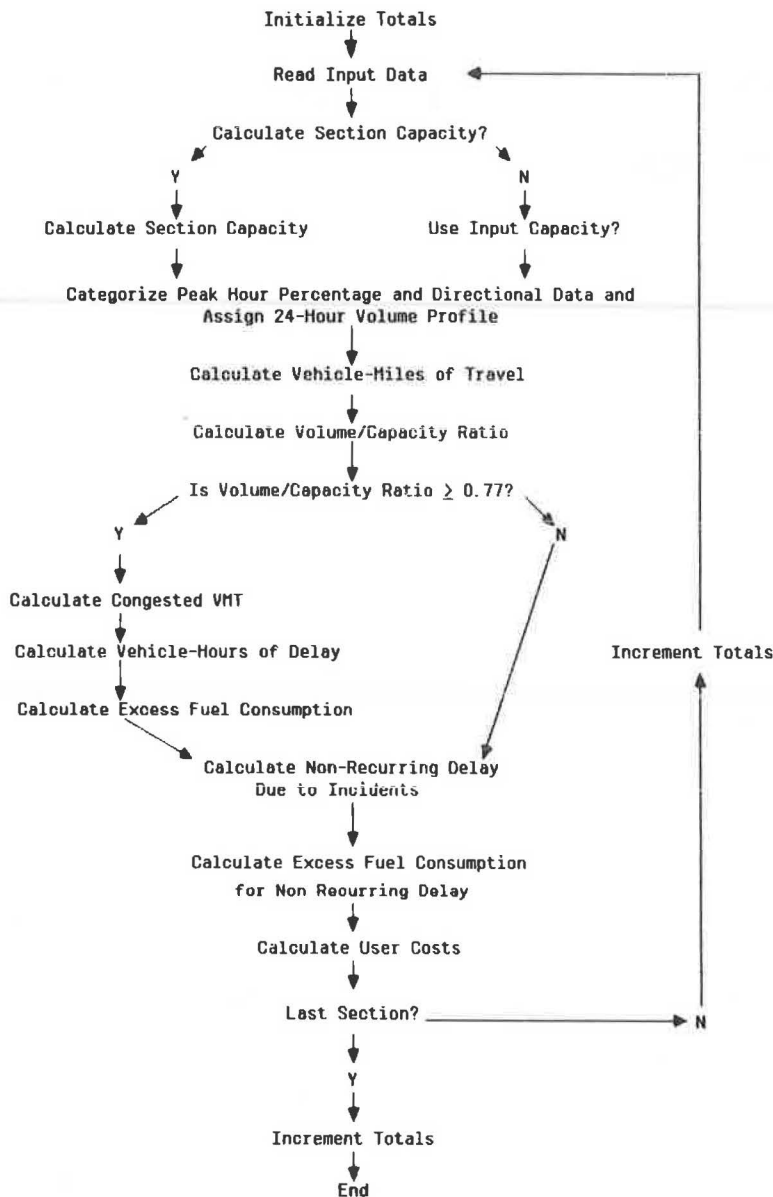 Initialize Totals
Read Input Data
Calculate Section Capacity?
Y
N
Calculate Section Capacity
Use Input Capacity?
Categorize Peak Hour Percentage and Directional Data and
Assign 24-Hour Volume Profile
Calculate Vehicle-Miles of Travel
Calculate Volume/Capacity Ratio
Is Volume/Capacity Ratio ≥ 0.77?
Y
N
Calculate Congested VMT
Calculate Vehicle-Hours of Delay
Increment Totals
Calculate Excess Fuel Consumption
Calculate Non-Recurring Delay
Due to Incidents
Calculate Excess Fuel Consumption
for Non Recurring Delay
Calculate User Costs
Last Section?
N
Y
Increment Totals
End